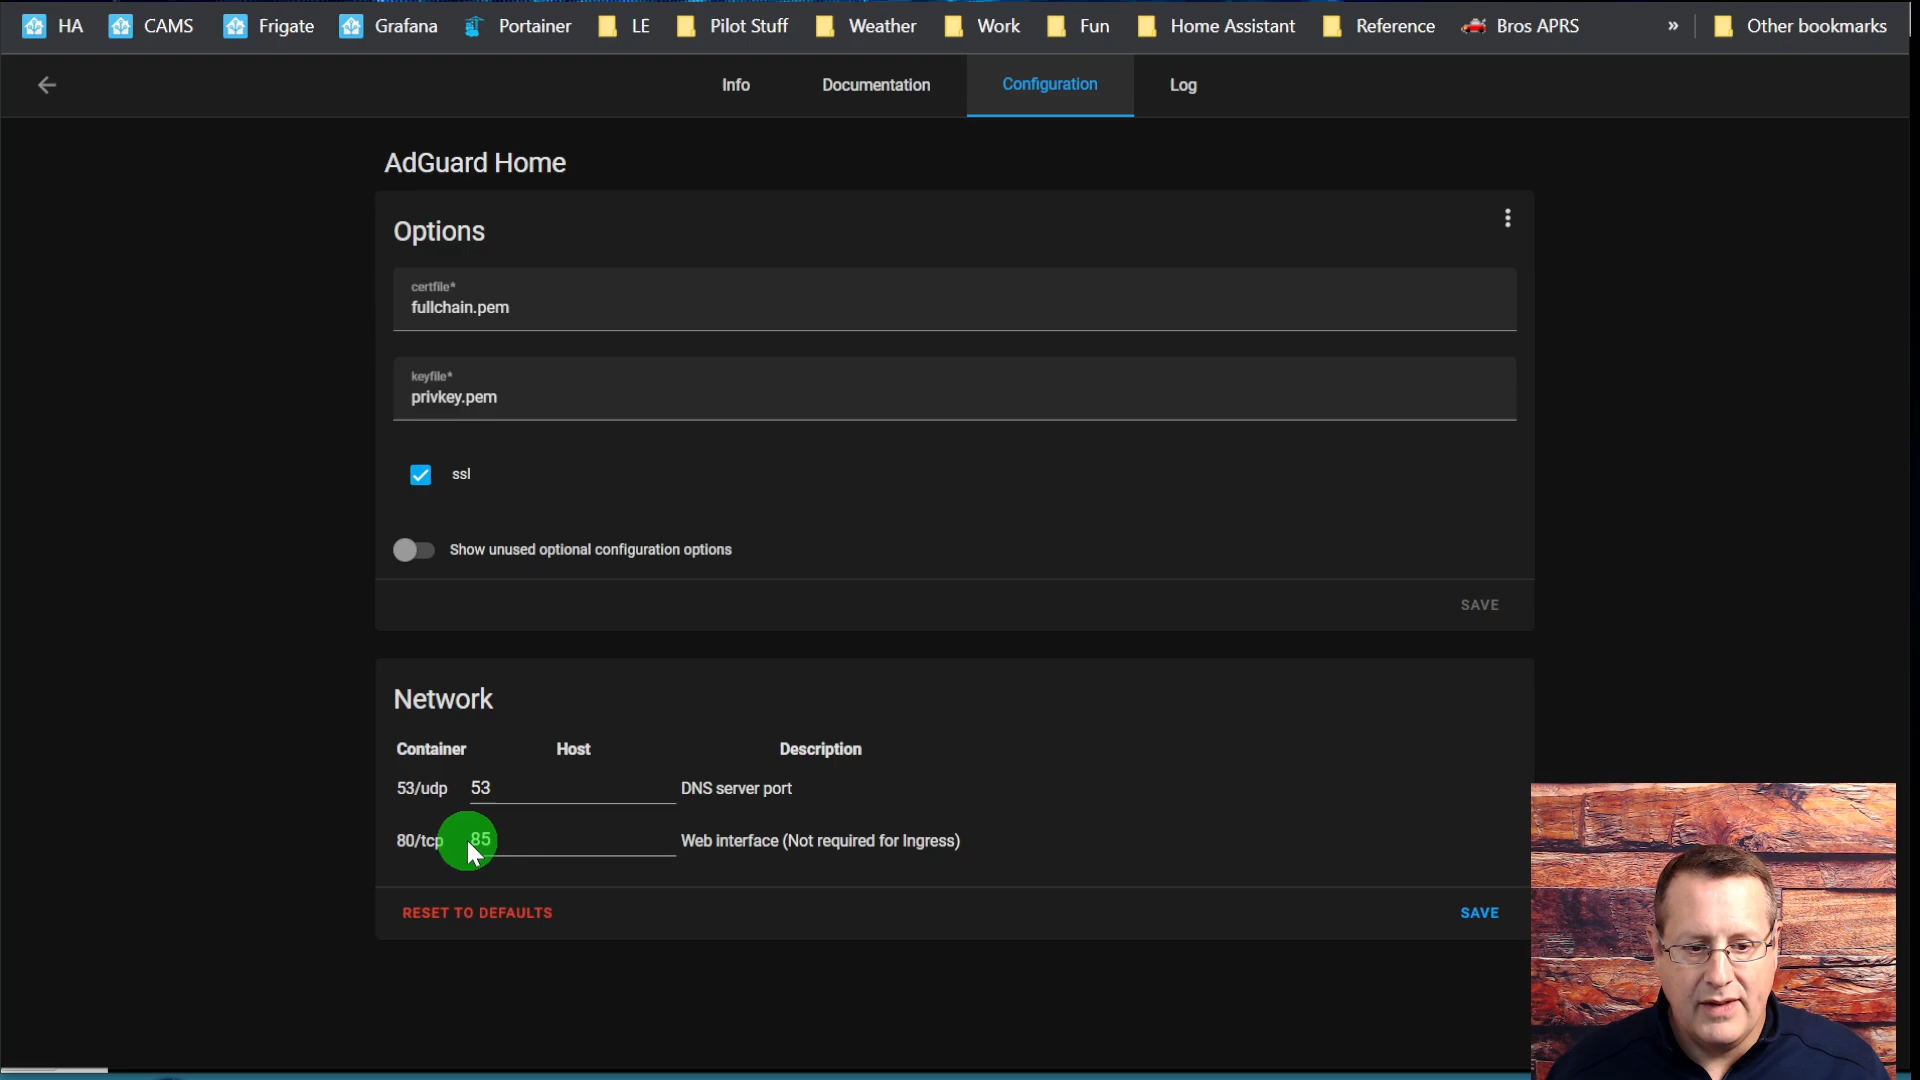 HA CAMS Frigate Grafana Portainer LE Pilot Stuff Weather Work Fun Home Assistant Reference Bros APRS » Other bookmarks
Info Documentation Configuration Log
AdGuard Home
Options
certfile*
fullchain.pem
keyfile*
privkey.pem
ssl
Show unused optional configuration options
SAVE
Network
Container Host Description
53/udp 53 DNS server port
80/tcp 85 Web interface (Not required for Ingress)
RESET TO DEFAULTS SAVE